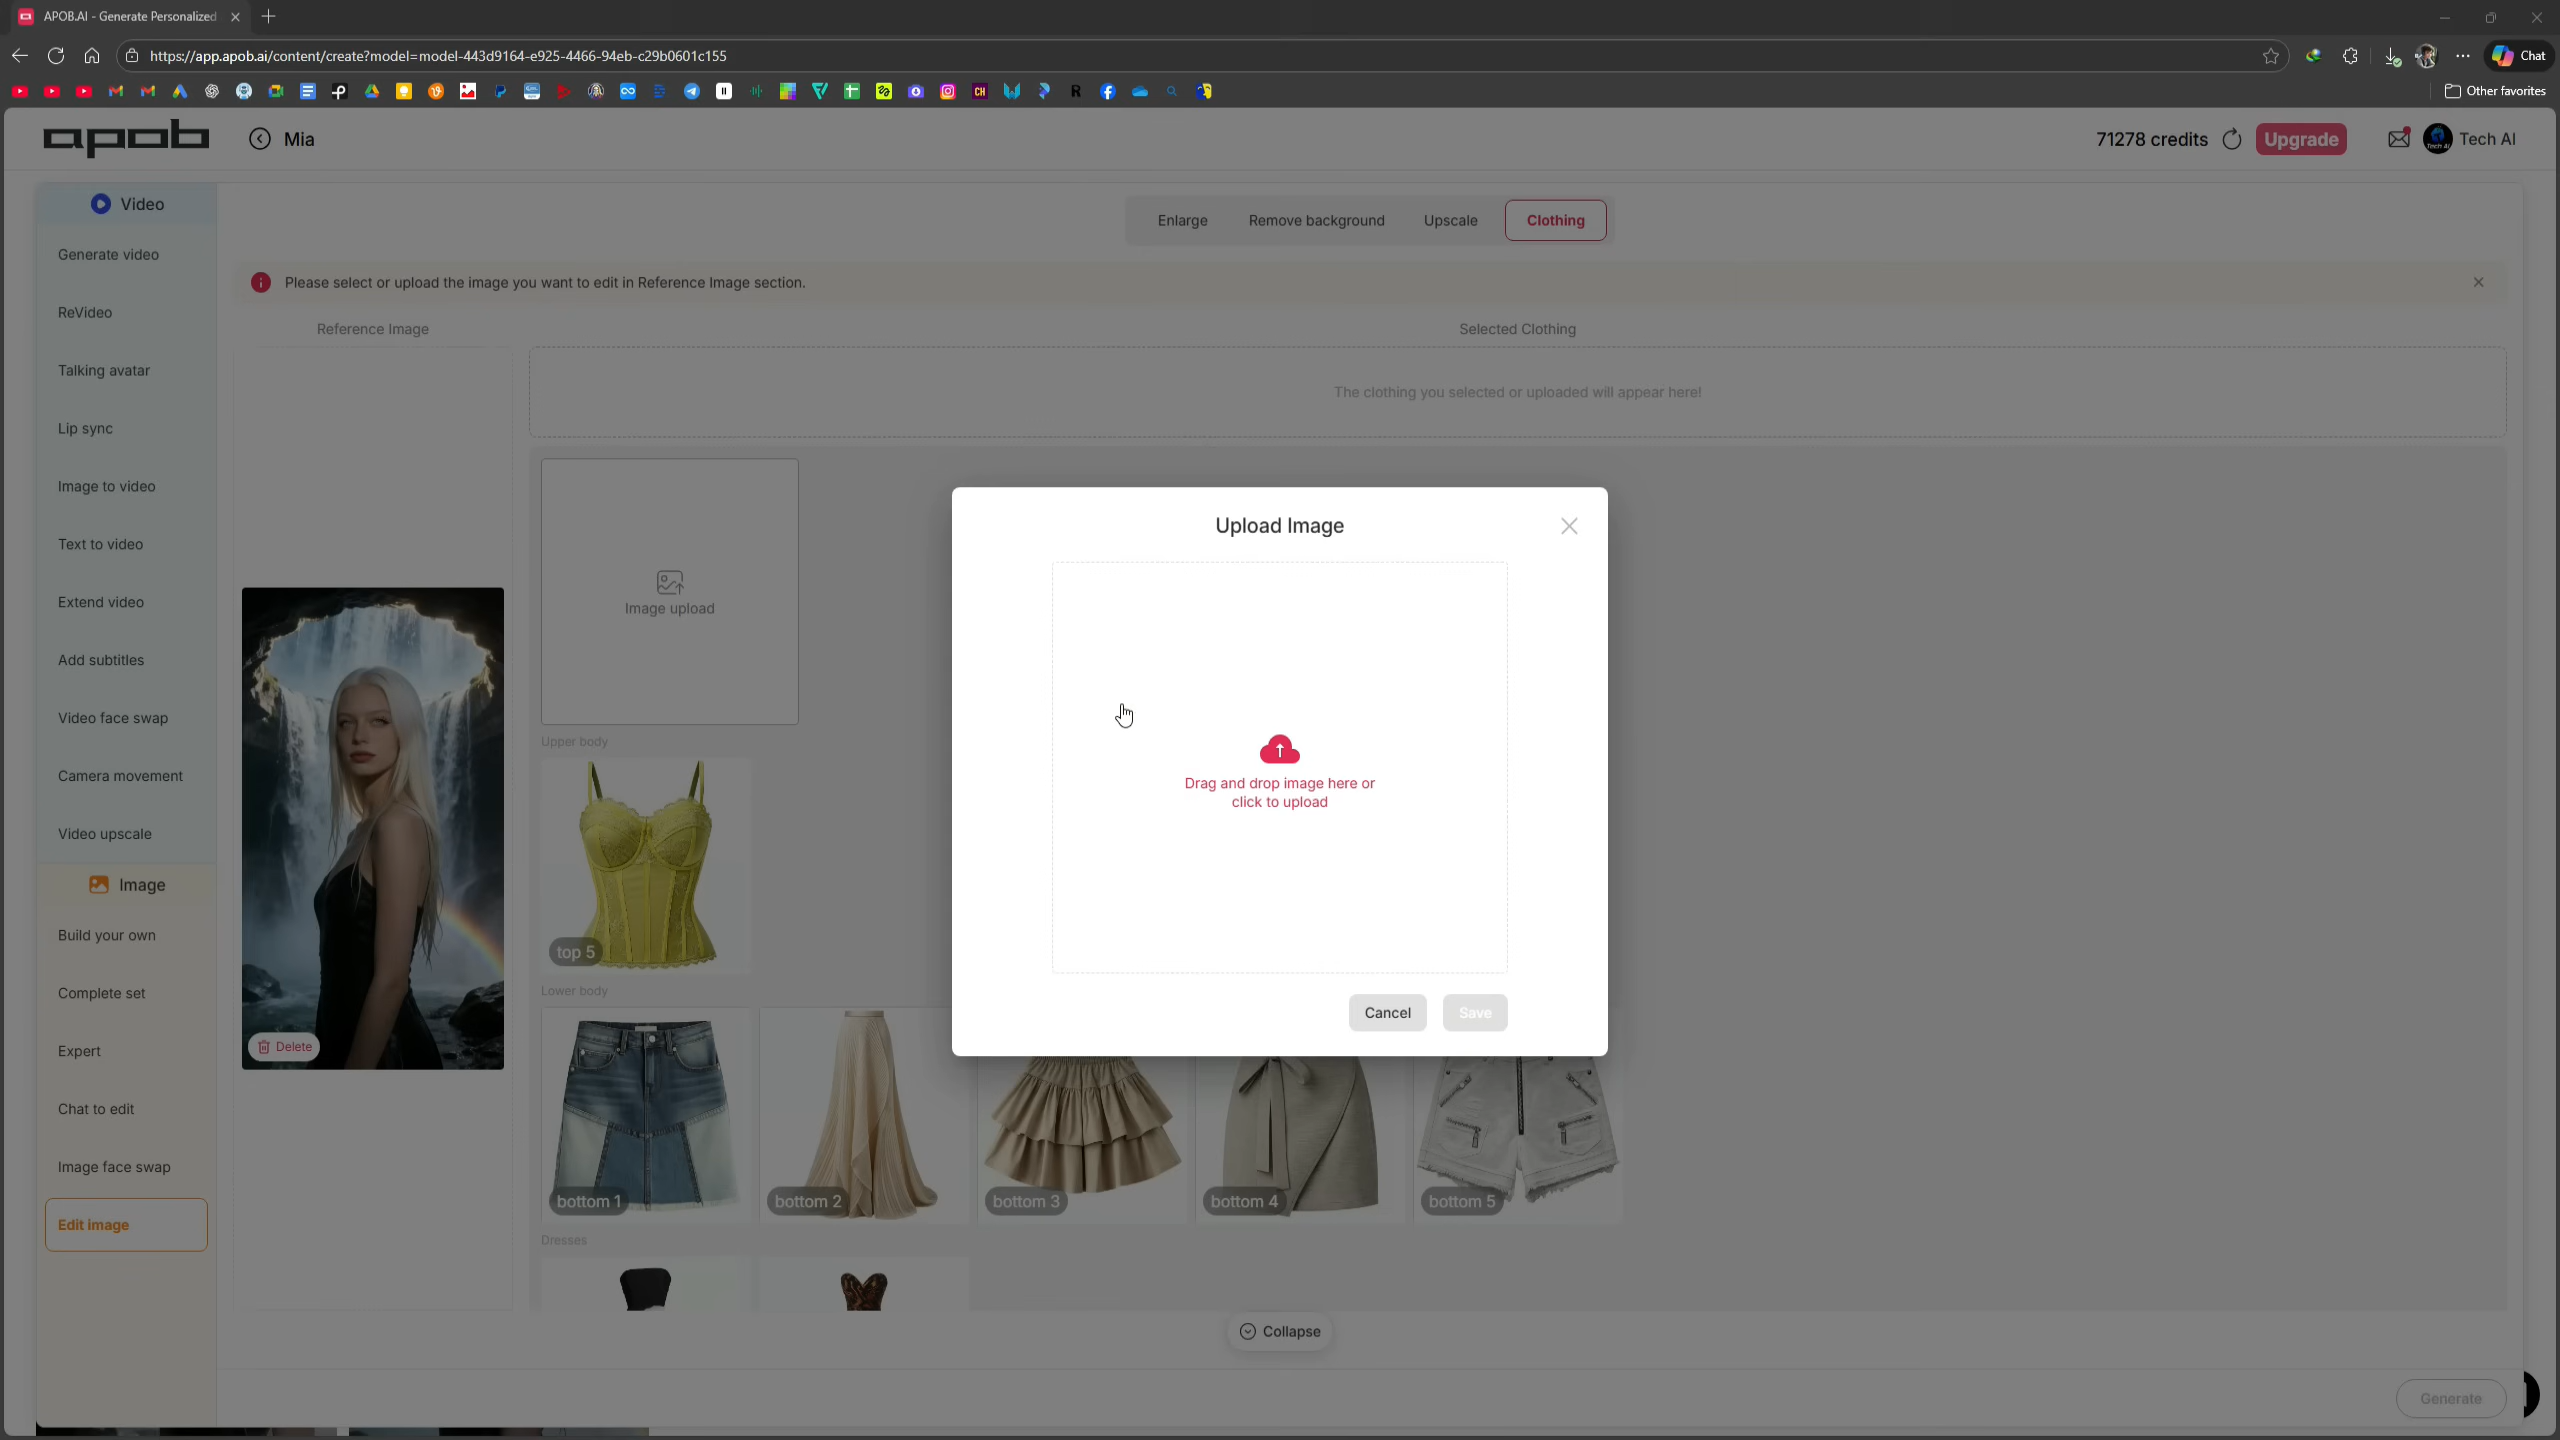 APOB.AI - Generate Personalized
https://app.apob.ai/content/create?model=model-443d9164-e925-4466-94eb-c29b0601c155
Chat
Other favorites
apob
Mia
71278 credits
Upgrade
Tech AI
Video
Generate video
ReVideo
Talking avatar
Lip sync
Image to video
Text to video
Extend video
Add subtitles
Video face swap
Camera movement
Video upscale
Image
Build your own
Complete set
Expert
Chat to edit
Image face swap
Edit image
Enlarge
Remove background
Upscale
Clothing
Please select or upload the image you want to edit in Reference Image section.
Reference Image
Selected Clothing
The clothing you selected or uploaded will appear here!
Delete
Image upload
Upper body
top 5
Lower body
bottom 1
bottom 2
bottom 3
bottom 4
bottom 5
Dresses
Upload Image
Drag and drop image here or
click to upload
Cancel
Save
Collapse
Generate